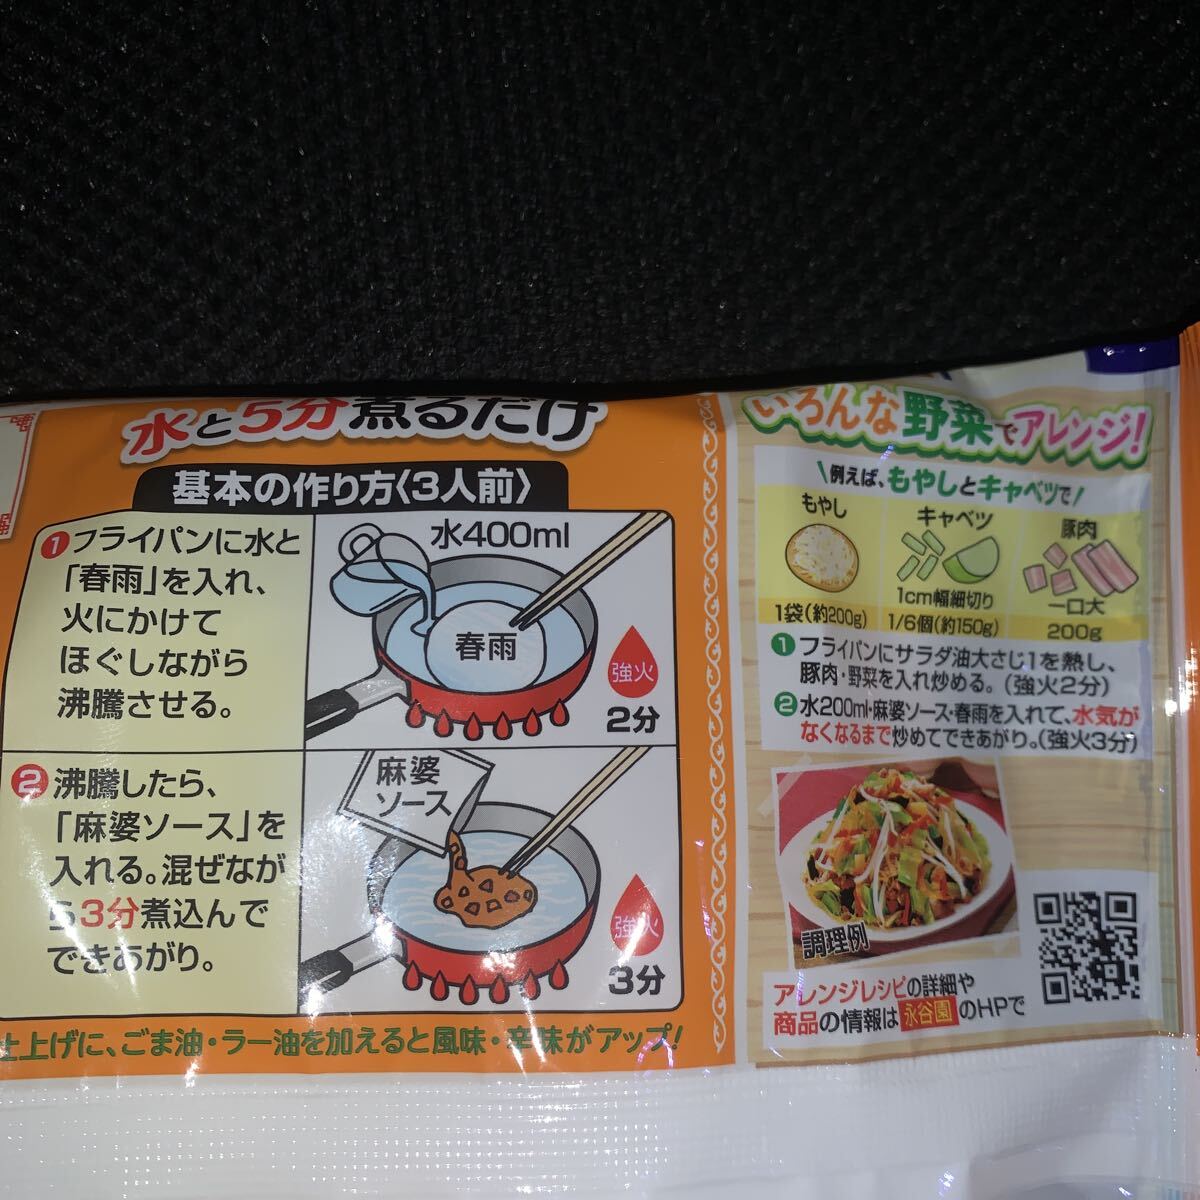 水と5分煮るだけ
基本の作り方〈3人前〉
1 フライパンに水と
「春雨」を入れ、
火にかけて
ほぐしながら
沸騰させる。
水400ml
春雨
強火
2分
2 沸騰したら、
「麻婆ソース」を
入れる。混ぜなが
ら3分煮込んで
できあがり。
麻婆
ソース
強火
3分
仕上げに、ごま油・ラー油を加えると風味・辛味がアップ!
いろんな野菜でアレンジ!
例えば、もやしとキャベツで
もやし
1袋(約200g)
キャベツ
1cm幅細切り
1/6個(約150g)
豚肉
一口大
200g
1 フライパンにサラダ油大さじ1を熱し、
豚肉・野菜を入れ炒める。(強火2分)
2 水200ml・麻婆ソース・春雨を入れて、水気が
なくなるまで炒めてできあがり。(強火3分)
調理例
アレンジレシピの詳細や
商品の情報は 永谷園 のHPで